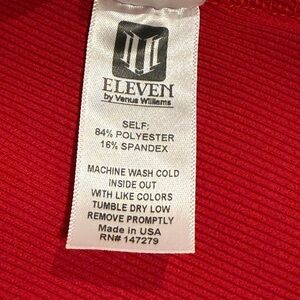 ELEVEN
by Venus Williams
SELF:
84% POLYESTER
16% SPANDEX
MACHINE WASH COLD
INSIDE OUT
WITH LIKE COLORS
TUMBLE DRY LOW
REMOVE PROMPTLY
Made in USA
RN# 147279